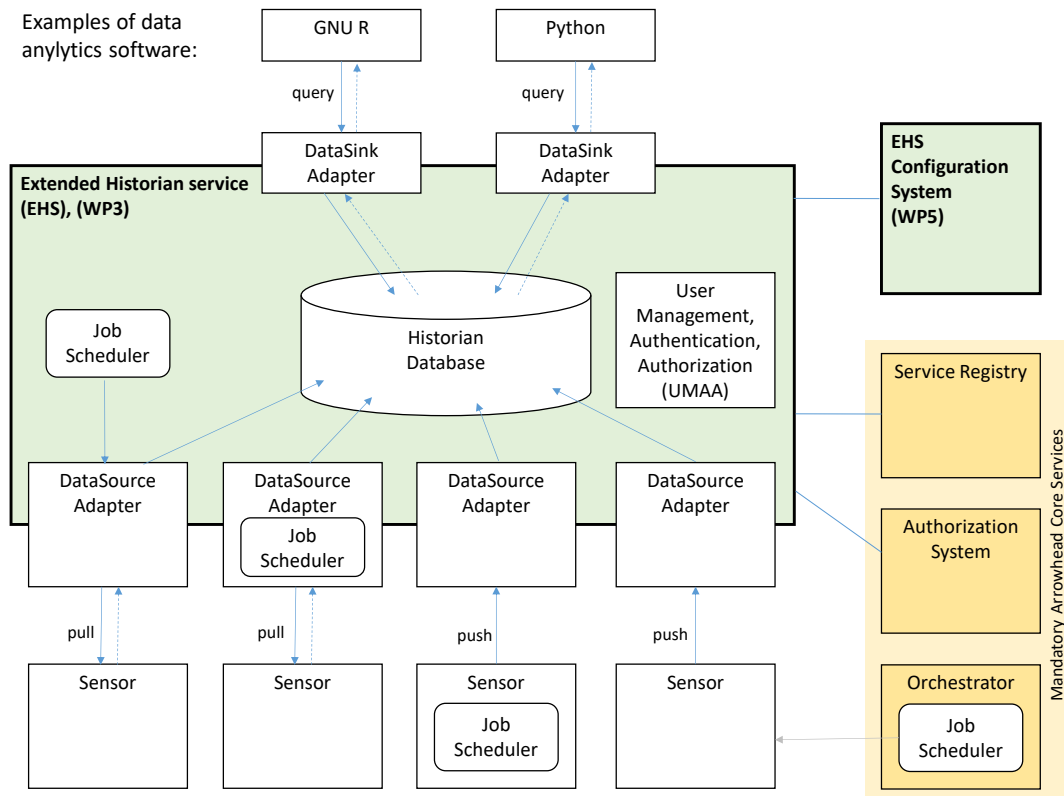 Examples of data
anylytics software:
GNU R
Python
query
query
DataSink
Adapter
DataSink
Adapter
EHS
Configuration
System
(WP5)
Extended Historian service
(EHS), (WP3)
User
Management,
Authentication,
Authorization
(UMAA)
Historian
Database
Job
Scheduler
Service Registry
DataSource
Adapter
DataSource
Adapter
Job
Scheduler
DataSource
Adapter
DataSource
Adapter
Authorization
System
Mandatory Arrowhead Core Services
pull
pull
push
push
Sensor
Sensor
Sensor
Job
Scheduler
Sensor
Orchestrator
Job
Scheduler